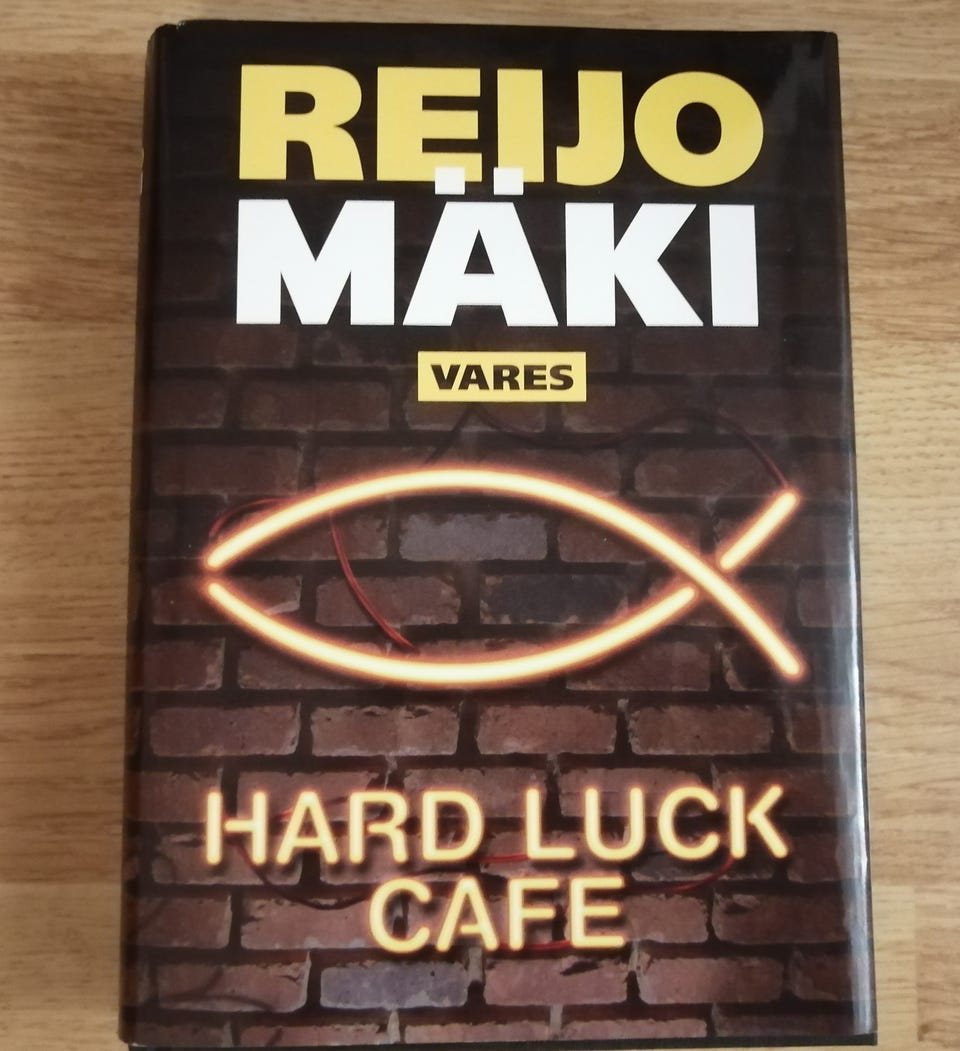 REIJO
MÄKI
VARES
HARD LUCK
CAFE